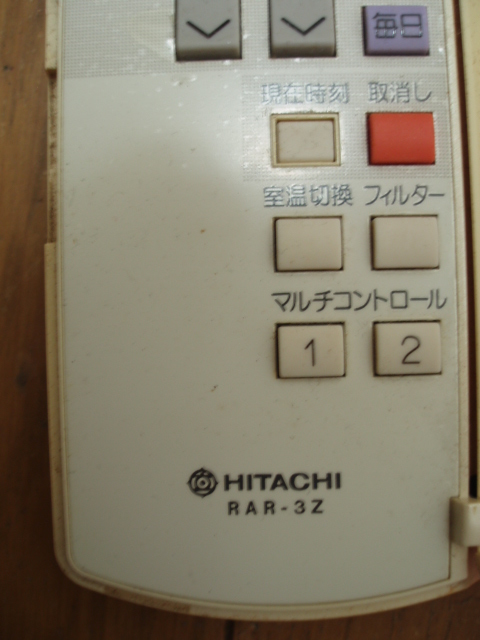 毎日
現在時刻 取消し
室温切換 フィルター
マルチコントロール
1 2
HITACHI
RAR-3Z